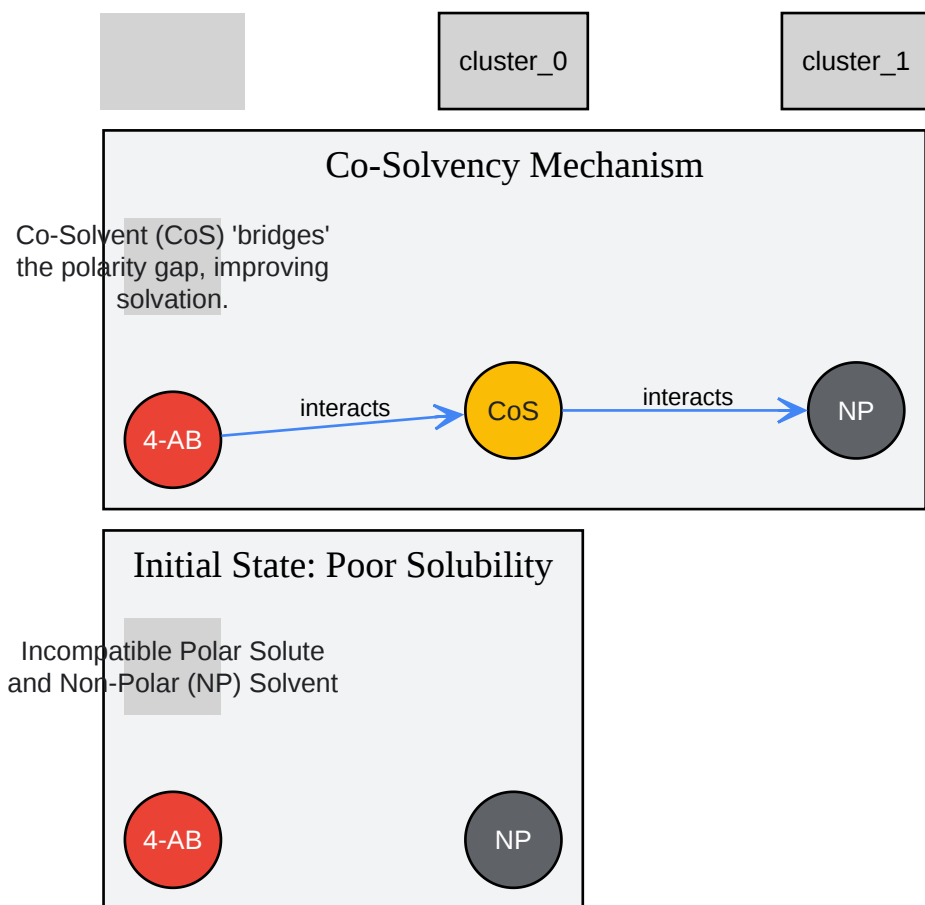 cluster_0
cluster_1
Co-Solvency Mechanism
Co-Solvent (CoS) 'bridges'
the polarity gap, improving
solvation.
interacts
interacts
4-AB
CoS
NP
Initial State: Poor Solubility
Incompatible Polar Solute
and Non-Polar (NP) Solvent
4-AB
NP